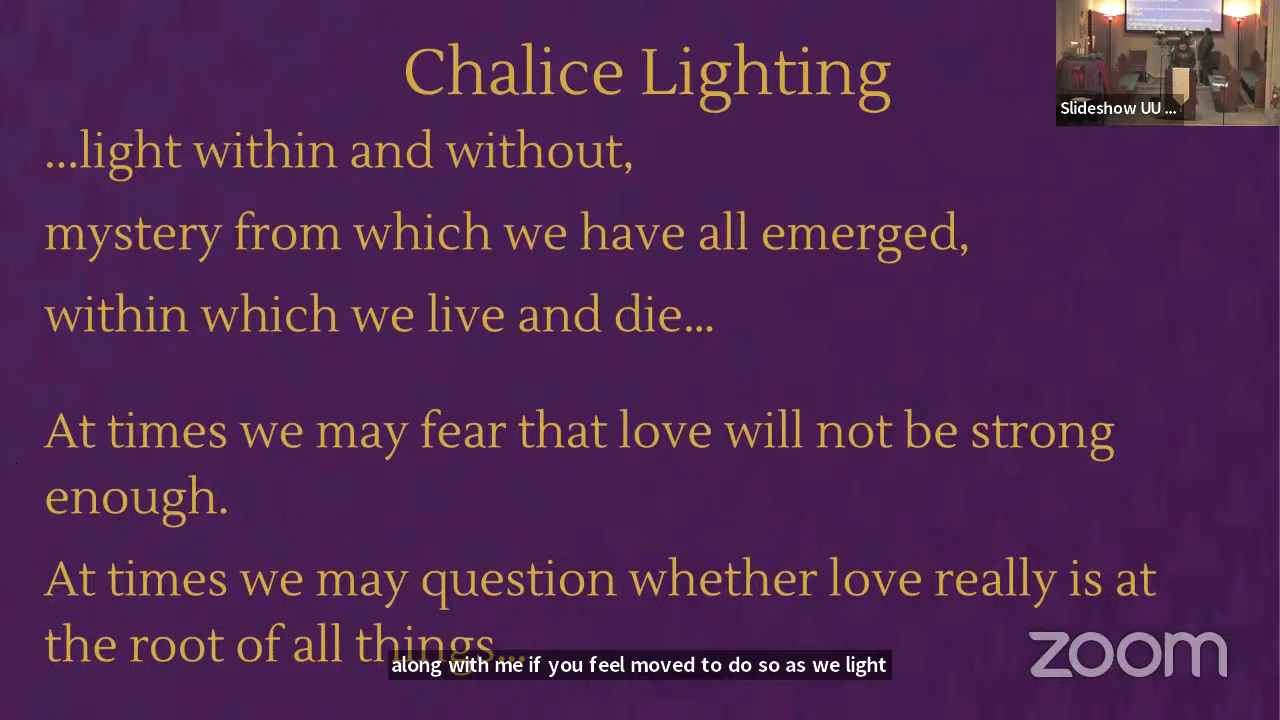 Chalice Lighting
...light within and without,
mystery from which we have all emerged,
within which we live and die...
At times we may fear that love will not be strong
enough.
At times we may question whether love really is at
the root of all things...
along with me if you feel moved to do so as we light
Slideshow UU ...
zoom